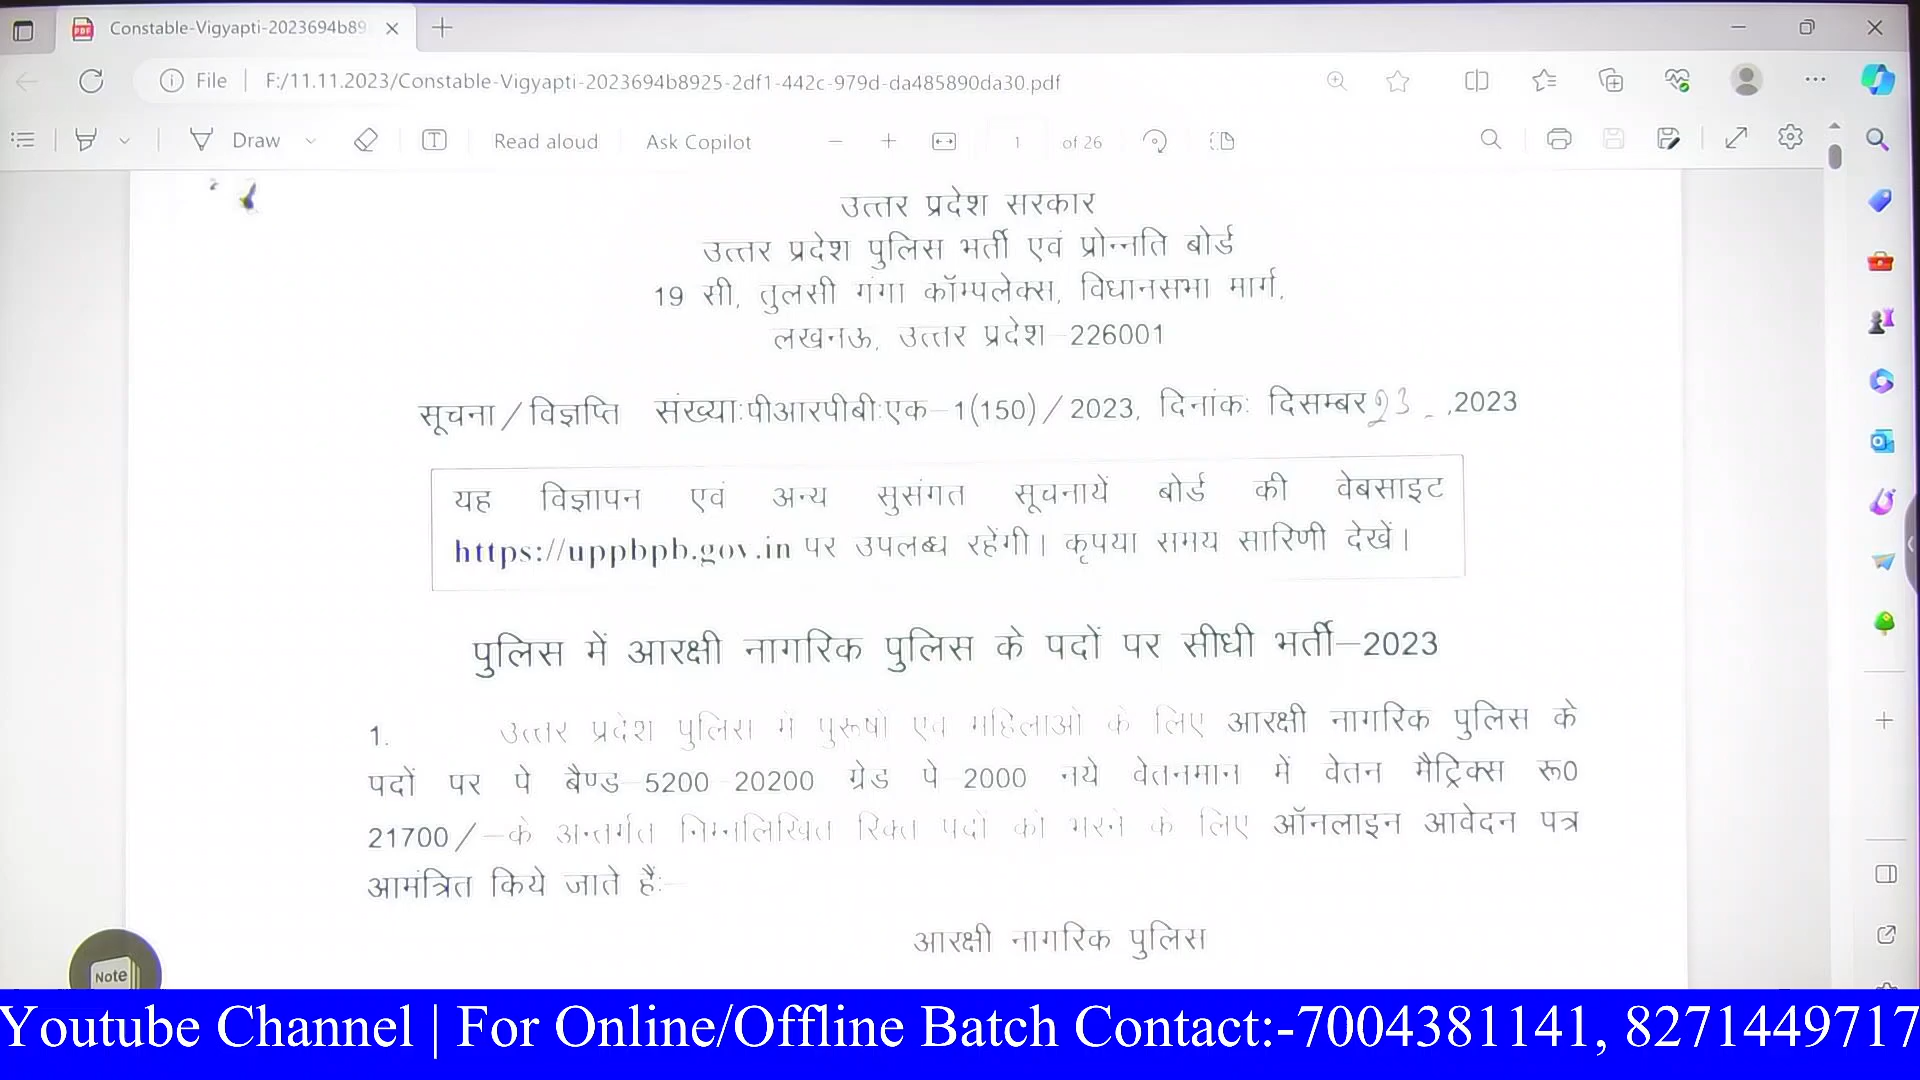 Constable-Vigyapti-2023694b89
File | F:/11.11.2023/Constable-Vigyapti-2023694b8925-2df1-442c-979d-da485890da30.pdf
Draw Read aloud Ask Copilot 1 of 26
उत्तर प्रदेश सरकार
उत्तर प्रदेश पुलिस भर्ती एवं प्रोन्नति बोर्ड
19 सी, तुलसी गंगा कॉम्पलेक्स, विधानसभा मार्ग,
लखनऊ, उत्तर प्रदेश-226001
सूचना/विज्ञप्ति संख्याःपीआरपीबीःएक-1(150)/2023, दिनांकः दिसम्बर 23 ,2023
यह विज्ञापन एवं अन्य सुसंगत सूचनायें बोर्ड की वेबसाइट
https://uppbpb.gov.in पर उपलब्ध रहेंगी। कृपया समय सारिणी देखें।
पुलिस में आरक्षी नागरिक पुलिस के पदों पर सीधी भर्ती-2023
1. उत्तर प्रदेश पुलिस में पुरूषों एवं महिलाओं के लिए आरक्षी नागरिक पुलिस के
पदों पर पे बैण्ड-5200-20200 ग्रेड पे-2000 नये वेतनमान में वेतन मैट्रिक्स रू0
21700/-के अन्तर्गत निम्नलिखित रिक्त पदों को भरने के लिए ऑनलाइन आवेदन पत्र
आमंत्रित किये जाते हैंः-
आरक्षी नागरिक पुलिस
Note
Youtube Channel | For Online/Offline Batch Contact:-7004381141, 8271449717